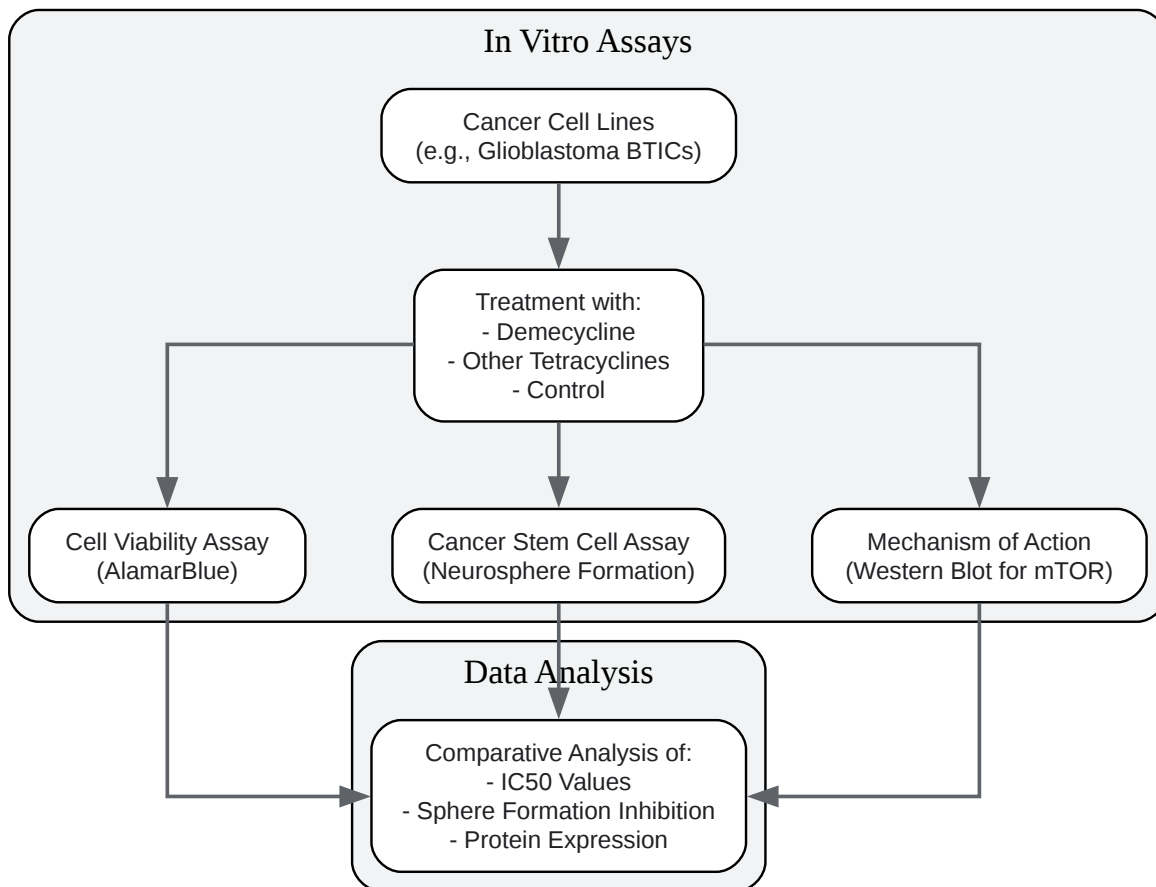 In Vitro Assays
Cancer Cell Lines
(e.g., Glioblastoma BTICs)
Treatment with:
- Demecycline
- Other Tetracyclines
- Control
Cell Viability Assay
(AlamarBlue)
Cancer Stem Cell Assay
(Neurosphere Formation)
Mechanism of Action
(Western Blot for mTOR)
Data Analysis
Comparative Analysis of:
- IC50 Values
- Sphere Formation Inhibition
- Protein Expression